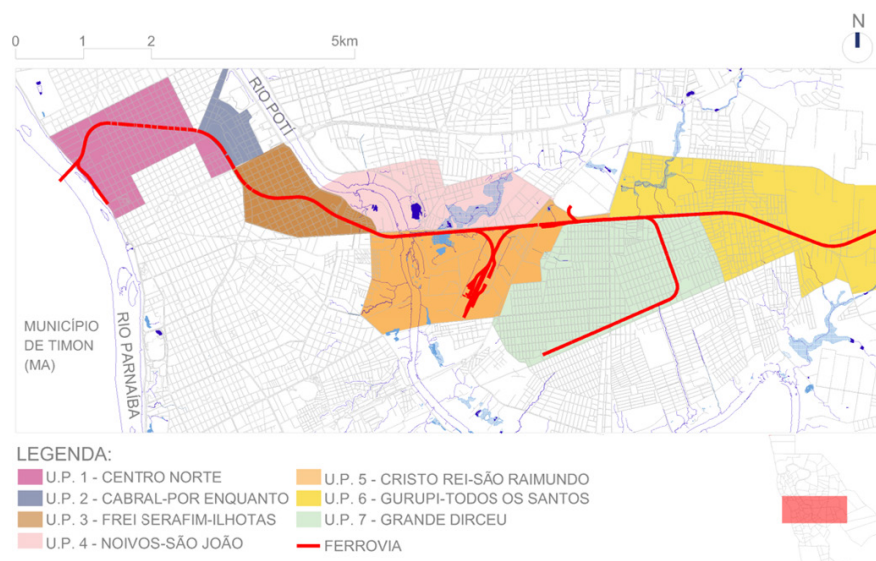 N
0 1 2 5km
RIO POTÍ
RIO PARNAÍBA
MUNICÍPIO
DE TIMON
(MA)
LEGENDA:
U.P. 1 - CENTRO NORTE
U.P. 2 - CABRAL-POR ENQUANTO
U.P. 3 - FREI SERAFIM-ILHOTAS
U.P. 4 - NOIVOS-SÃO JOÃO
U.P. 5 - CRISTO REI-SÃO RAIMUNDO
U.P. 6 - GURUPI-TODOS OS SANTOS
U.P. 7 - GRANDE DIRCEU
FERROVIA